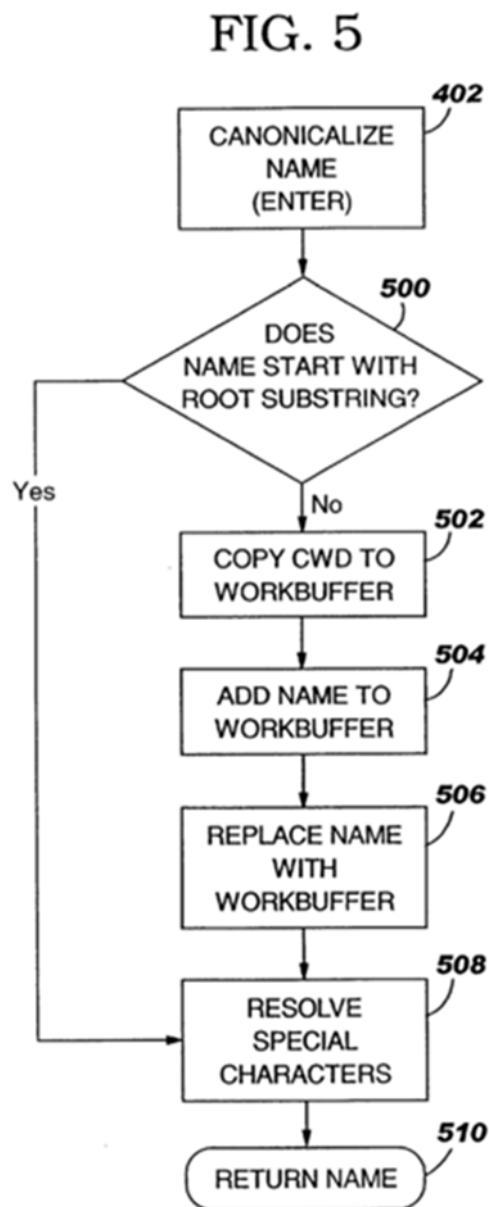 FIG. 5
402
CANONICALIZE
NAME
(ENTER)
500
DOES
NAME START WITH
ROOT SUBSTRING?
Yes
No
502
COPY CWD TO
WORKBUFFER
504
ADD NAME TO
WORKBUFFER
506
REPLACE NAME
WITH
WORKBUFFER
508
RESOLVE
SPECIAL
CHARACTERS
510
RETURN NAME